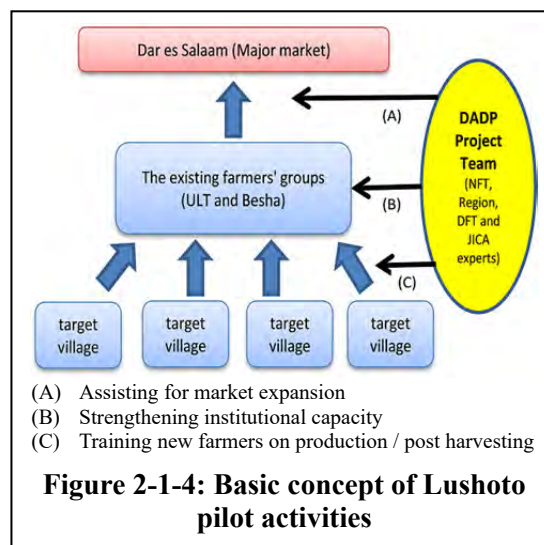 Dar es Salaam (Major market)
(A)
DADP
Project
Team
(NFT,
Region,
DFT and
JICA
experts)
The existing farmers' groups
(ULT and Besha)
(B)
(C)
target
village
target
village
target
village
target
village
(A) Assisting for market expansion
(B) Strengthening institutional capacity
(C) Training new farmers on production / post harvesting
Figure 2-1-4: Basic concept of Lushoto
pilot activities